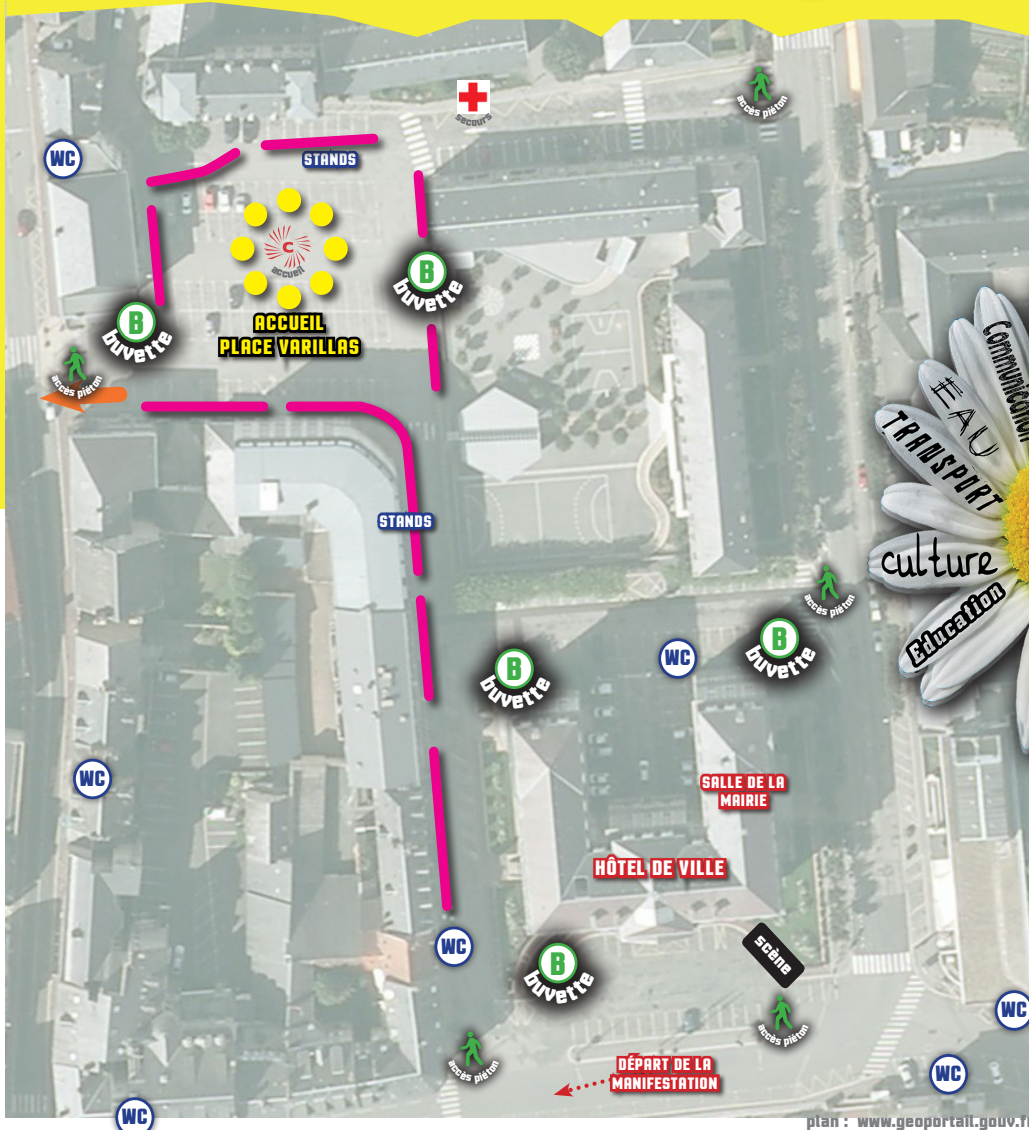 secours
accès piéton
WC
STANDS
C
accueil
B
buvette
B
buvette
ACCUEIL
PLACE VARILLAS
accès piéton
Communication
EAU
TRANSPORT
culture
Education
STANDS
accès piéton
B
buvette
WC
B
buvette
WC
SALLE DE LA
MAIRIE
HÔTEL DE VILLE
WC
B
buvette
scène
WC
accès piéton
accès piéton
DÉPART DE LA
MANIFESTATION
WC
WC
plan : www.geoportail.gouv.f